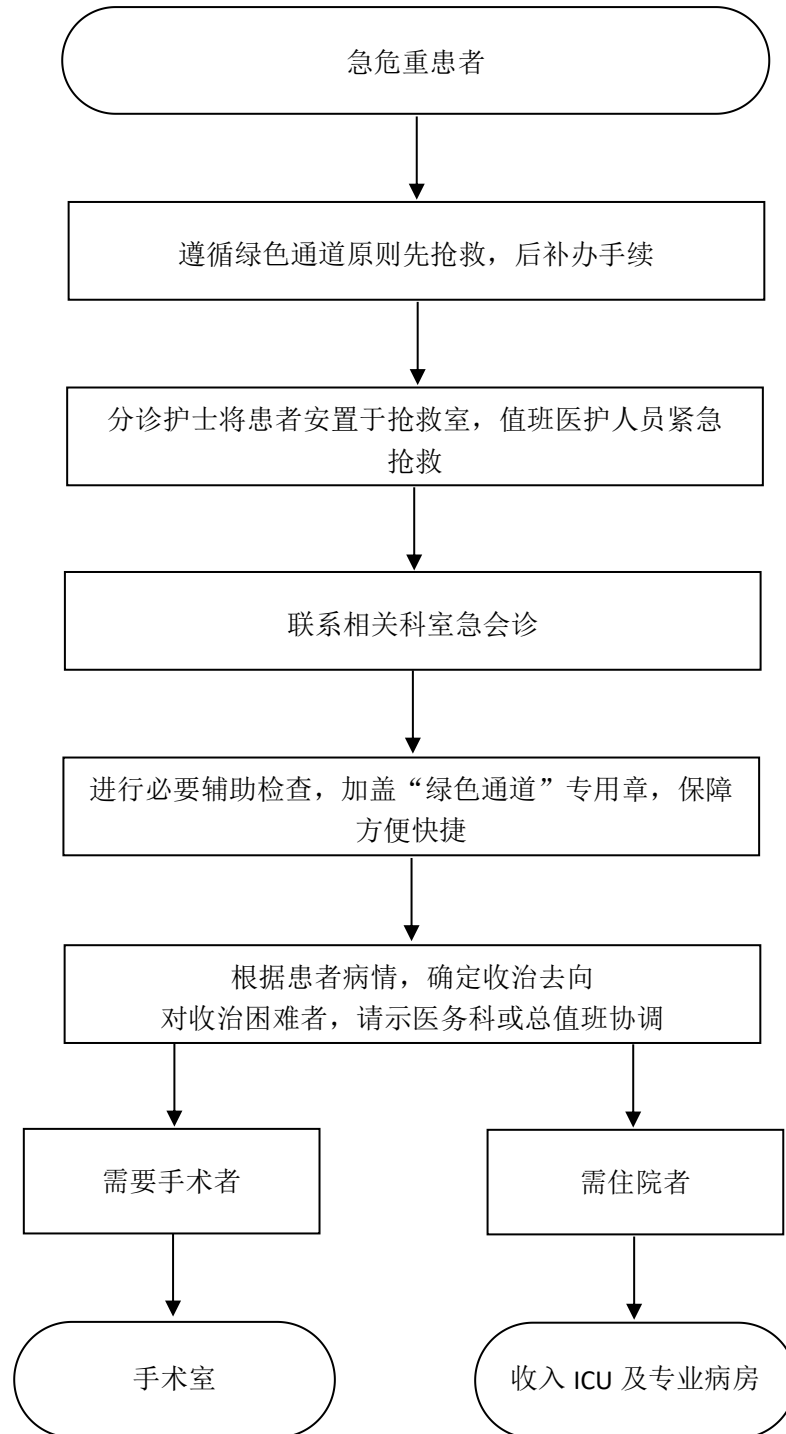 急危重患者
遵循绿色通道原则先抢救，后补办手续
分诊护士将患者安置于抢救室，值班医护人员紧急
抢救
联系相关科室急会诊
进行必要辅助检查，加盖“绿色通道”专用章，保障
方便快捷
根据患者病情，确定收治去向
对收治困难者，请示医务科或总值班协调
需要手术者
需住院者
手术室
收入 ICU 及专业病房